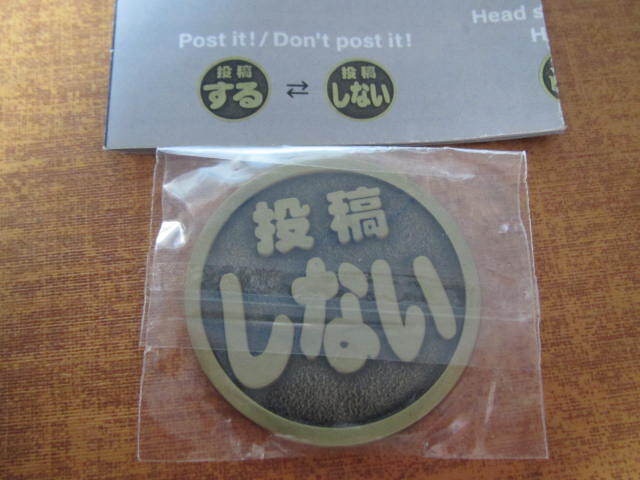 Head
Post it! / Don't post it!
投稿
する
⇄
投稿
しない
投稿
しない